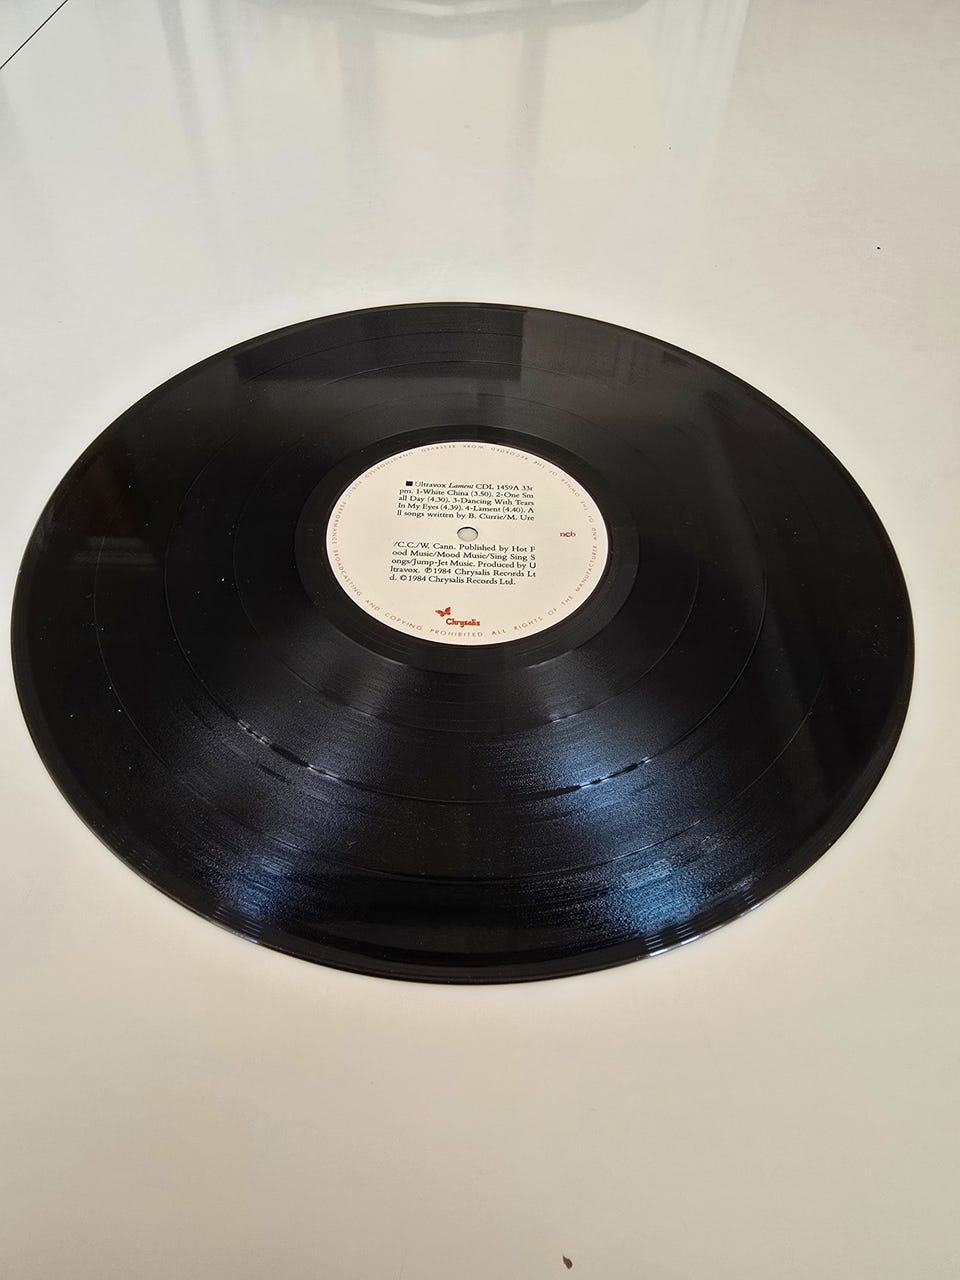 ■ Ultravox Lament CDL 1459A 33r
pm. 1-White China (3.50). 2-One Sm
all Day (4.30). 3-Dancing With Tears
In My Eyes (4.39). 4-Lament (4.40). A
ll songs written by B. Currie/M. Ure
ncb
/C.C./W. Cann. Published by Hot F
ood Music/Mood Music/Sing Sing S
ongs/Jump-Jet Music. Produced by U
ltravox. ℗1984 Chrysalis Records Lt
d. ©1984 Chrysalis Records Ltd.
Chrysalis
ALL RIGHTS OF THE MANUFACTURER AND OF THE OWNER OF THE RECORDED WORK RESERVED UNAUTHORISED PUBLIC PERFORMANCE BROADCASTING AND COPYING PROHIBITED